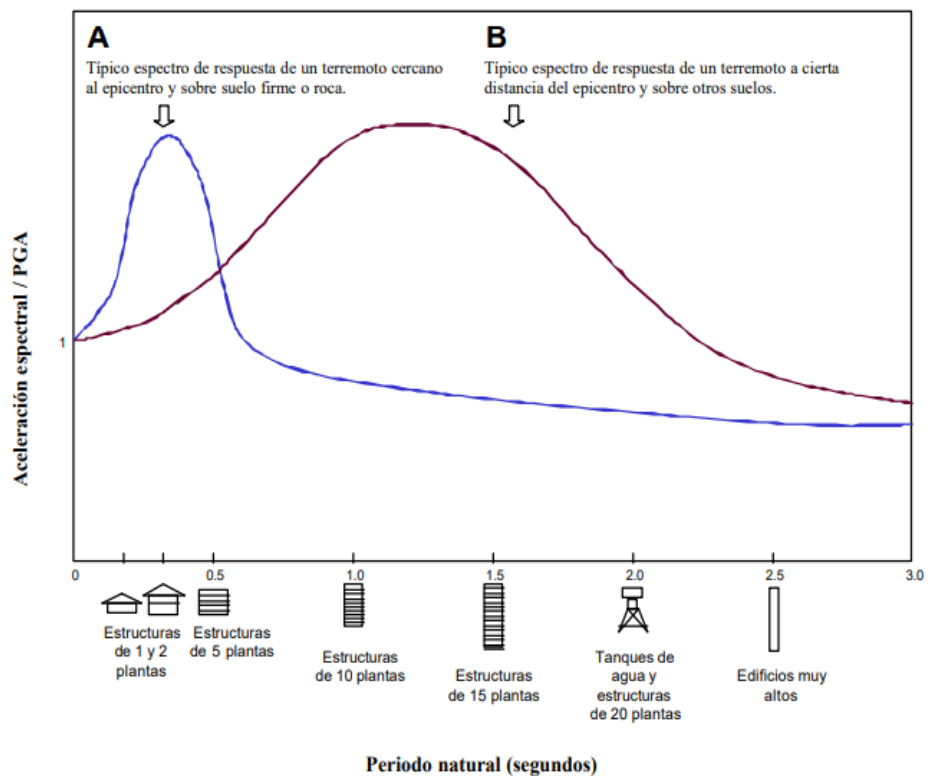 A
Típico espectro de respuesta de un terremoto cercano
al epicentro y sobre suelo firme o roca.
B
Típico espectro de respuesta de un terremoto a cierta
distancia del epicentro y sobre otros suelos.
Aceleración espectral / PGA
1
0
0.5
1.0
1.5
2.0
2.5
3.0
Estructuras
de 1 y 2
plantas
Estructuras
de 5 plantas
Estructuras
de 10 plantas
Estructuras
de 15 plantas
Tanques de
agua y
estructuras
de 20 plantas
Edificios muy
altos
Periodo natural (segundos)